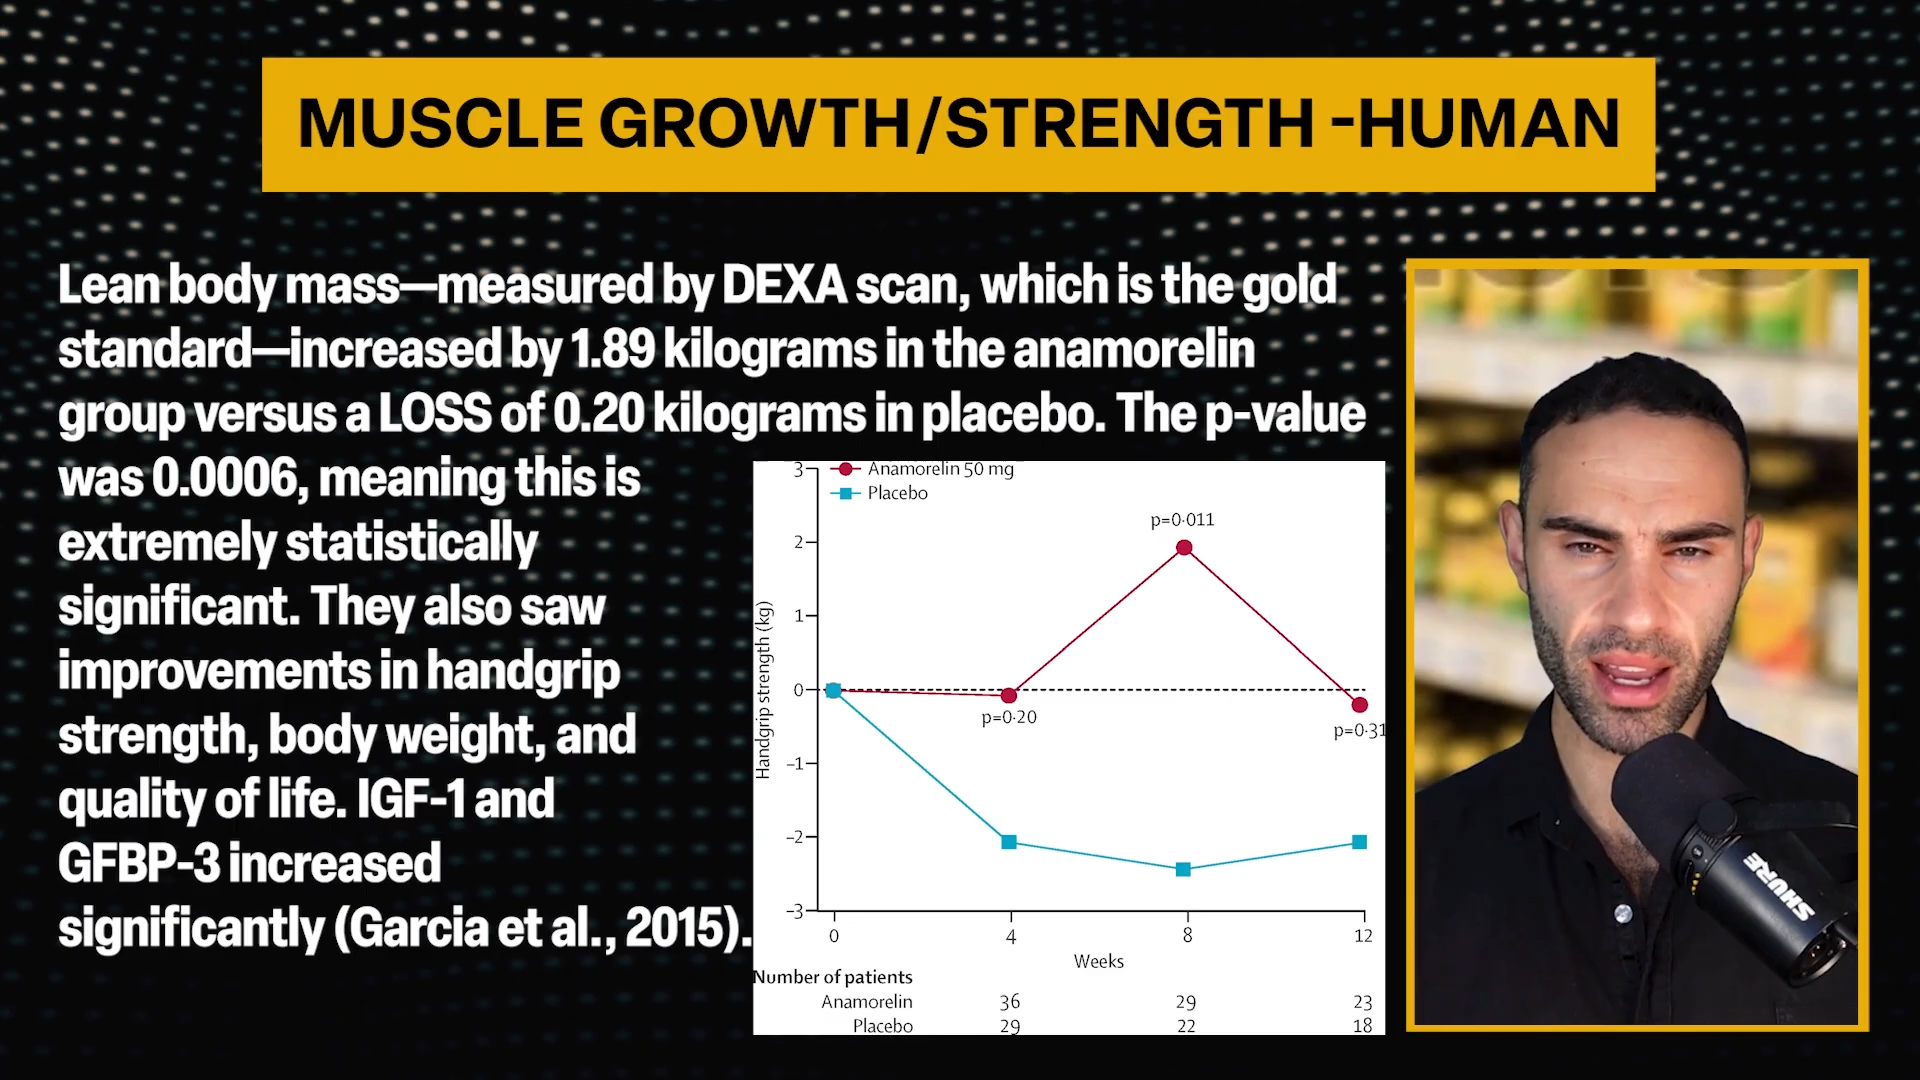 MUSCLE GROWTH/STRENGTH -HUMAN
Lean body mass—measured by DEXA scan, which is the gold
standard—increased by 1.89 kilograms in the anamorelin
group versus a LOSS of 0.20 kilograms in placebo. The p-value
was 0.0006, meaning this is
extremely statistically
significant. They also saw
improvements in handgrip
strength, body weight, and
quality of life. IGF-1 and
GFBP-3 increased
significantly (Garcia et al., 2015).
Anamorelin 50 mg
Placebo
Handgrip strength (kg)
3
2
1
0
-1
-2
-3
p=0·20
p=0·011
p=0·31
0 4 8 12
Weeks
Number of patients
Anamorelin 36 29 23
Placebo 29 22 18
SHURE